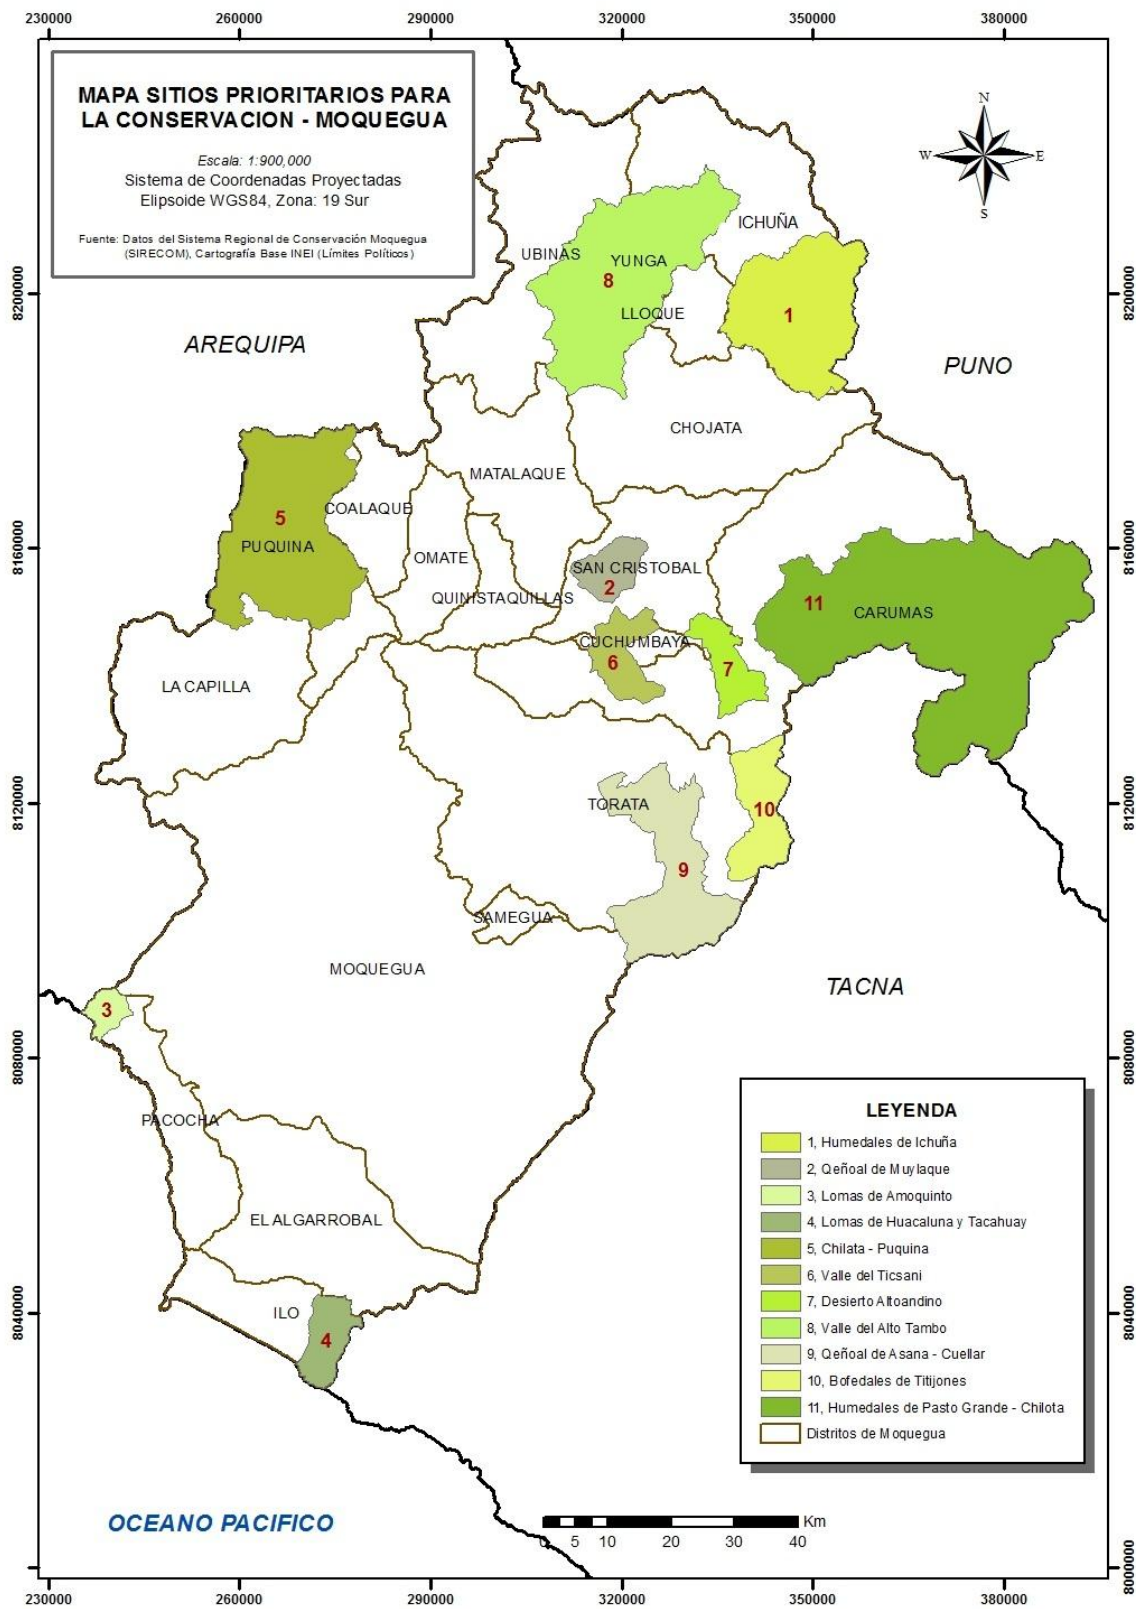 230000 260000 290000 320000 350000 380000
MAPA SITIOS PRIORITARIOS PARA
LA CONSERVACION - MOQUEGUA
Escala: 1:900,000
Sistema de Coordenadas Proyectadas
Elipsoide WGS84, Zona: 19 Sur
Fuente: Datos del Sistema Regional de Conservación Moquegua
(SIRECOM), Cartografía Base INEI (Límites Políticos)
N
W E
S
ICHUÑA
UBINAS YUNGA
8
8200000 8200000
LLOQUE 1
AREQUIPA
PUNO
CHOJATA
MATALAQUE
COALAQUE
5
PUQUINA
8160000 8160000
OMATE
SAN CRISTOBAL
2
QUINISTAQUILLAS
11
CARUMAS
CUCHUMBAYA
6 7
LA CAPILLA
8120000 8120000
TORATA
10
9
SAMEGUA
MOQUEGUA
TACNA
3
8080000 8080000
PACOCHA
EL ALGARROBAL
ILO
4
8040000 8040000
LEYENDA
1, Humedales de Ichuña
2, Qeñoal de Muylaque
3, Lomas de Amoquinto
4, Lomas de Huacaluna y Tacahuay
5, Chilata - Puquina
6, Valle del Ticsani
7, Desierto Altoandino
8, Valle del Alto Tambo
9, Qeñoal de Asana - Cuellar
10, Bofedales de Titijones
11, Humedales de Pasto Grande - Chilota
Distritos de Moquegua
OCEANO PACIFICO
Km
0 5 10 20 30 40
8000000
230000 260000 290000 320000 350000 380000